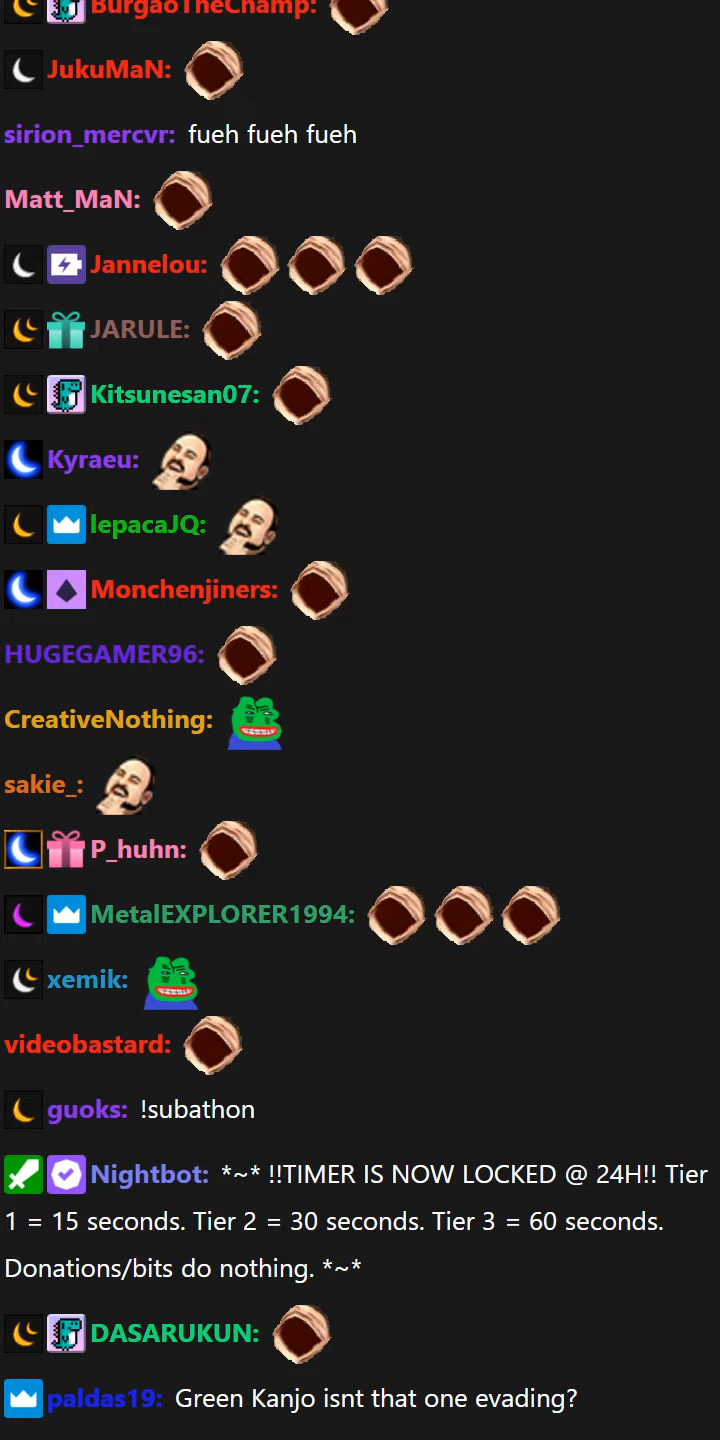 BurgaoTheChamp:
JukuMaN:
sirion_mercvr: fueh fueh fueh
Matt_MaN:
Jannelou:
JARULE:
Kitsunesan07:
Kyraeu:
lepacaJQ:
Monchenjiners:
HUGEGAMER96:
CreativeNothing:
sakie_:
P_huhn:
MetalEXPLORER1994:
xemik:
videobastard:
guoks: !subathon
Nightbot: *~* !!TIMER IS NOW LOCKED @ 24H!! Tier
1 = 15 seconds. Tier 2 = 30 seconds. Tier 3 = 60 seconds.
Donations/bits do nothing. *~*
DASARUKUN:
paldas19: Green Kanjo isnt that one evading?